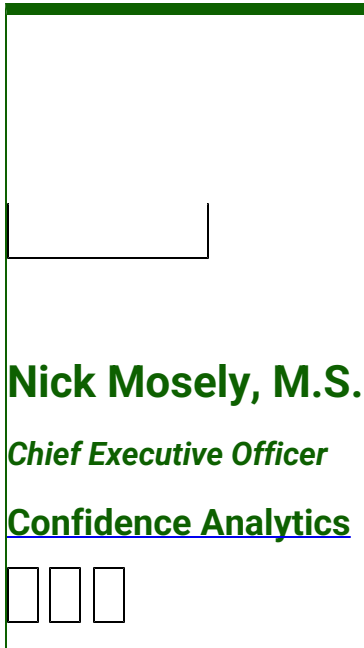 Nick Mosely, M.S.
Chief Executive Officer
Confidence Analytics